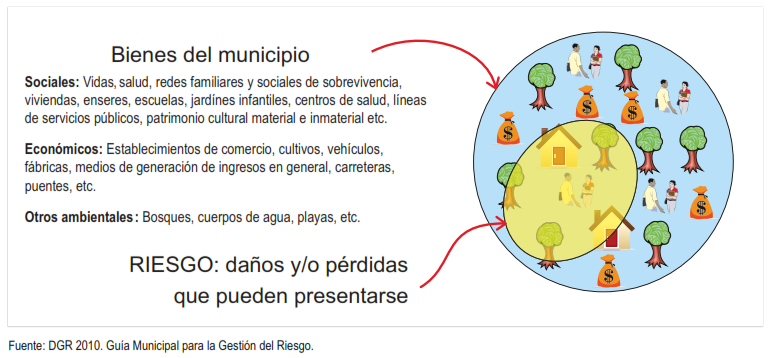 Bienes del municipio
Sociales: Vidas, salud, redes familiares y sociales de sobrevivencia,
viviendas, enseres, escuelas, jardínes infantiles, centros de salud, líneas
de servicios públicos, patrimonio cultural material e inmaterial etc.
Económicos: Establecimientos de comercio, cultivos, vehículos,
fábricas, medios de generación de ingresos en general, carreteras,
puentes, etc.
Otros ambientales: Bosques, cuerpos de agua, playas, etc.
RIESGO: daños y/o pérdidas
que pueden presentarse
$
$
$
$
$
Fuente: DGR 2010. Guía Municipal para la Gestión del Riesgo.